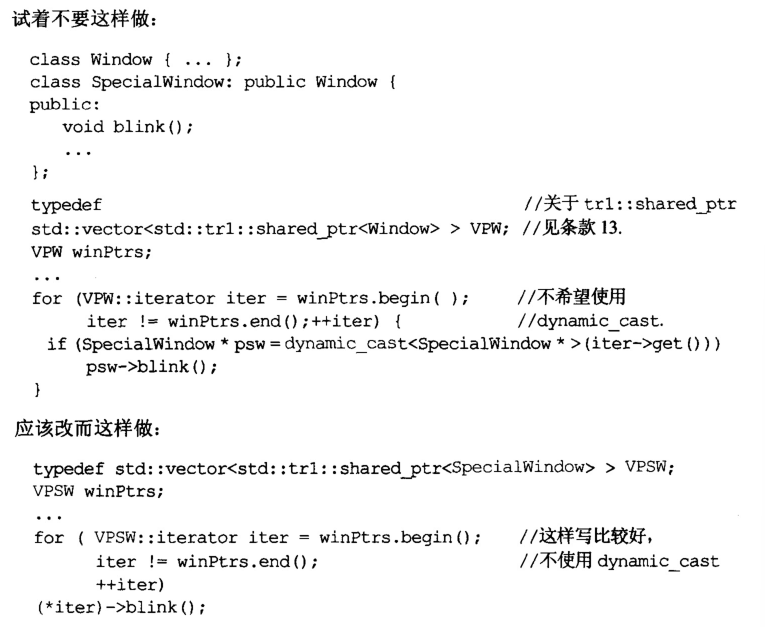 试着不要这样做：
class Window { ... };
class SpecialWindow: public Window {
public:
void blink();
...
};
typedef //关于 tr1::shared_ptr
std::vector<std::tr1::shared_ptr<Window> > VPW; //见条款 13.
VPW winPtrs;
...
for (VPW::iterator iter = winPtrs.begin( ); //不希望使用
iter != winPtrs.end();++iter) { //dynamic_cast.
if (SpecialWindow * psw = dynamic_cast<SpecialWindow * >(iter->get()))
psw->blink();
}
应该改而这样做：
typedef std::vector<std::tr1::shared_ptr<SpecialWindow> > VPSW;
VPSW winPtrs;
...
for ( VPSW::iterator iter = winPtrs.begin(); //这样写比较好，
iter != winPtrs.end(); //不使用 dynamic_cast
++iter)
(*iter)->blink();